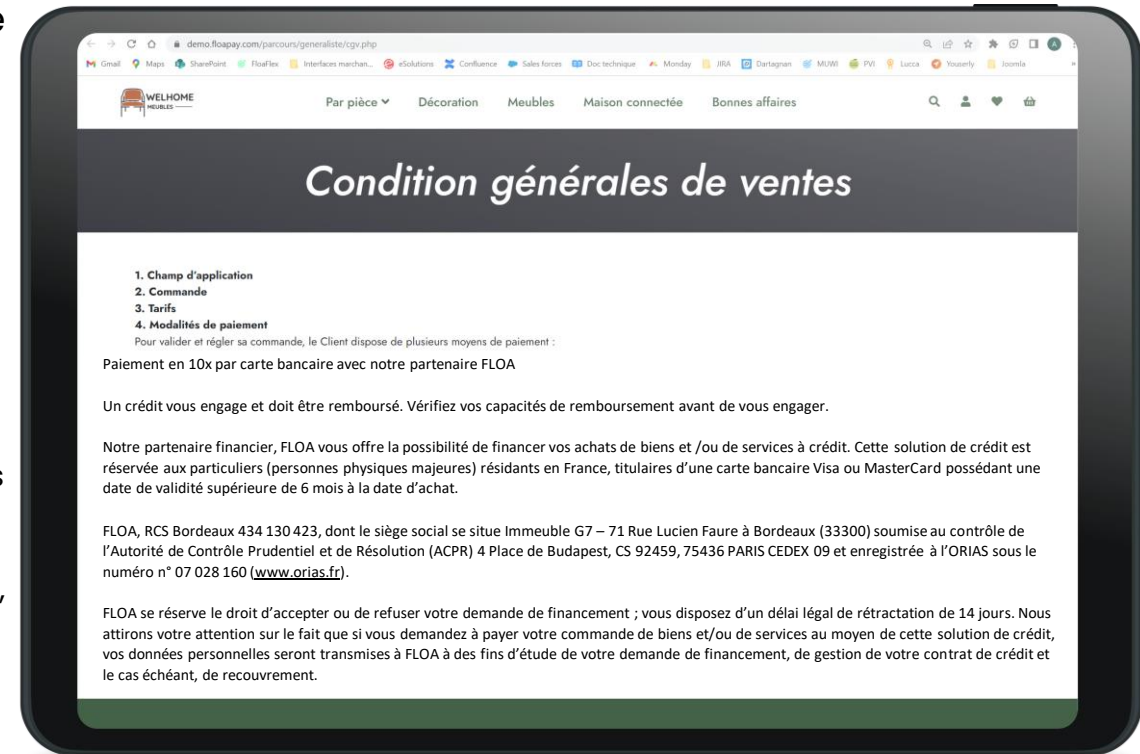 e
demo.floapay.com/parcours/generaliste/cgv.php
Gmail Maps SharePoint FloaFlex Interfaces marchan... eSolutions Confluence Sales forces Doc technique Monday JIRA Dartagnan MUWI PVI Lucca Youserly Joomla »
WELHOME
MEUBLES
Par pièce Décoration Meubles Maison connectée Bonnes affaires
Condition générales de ventes
1. Champ d'application
2. Commande
3. Tarifs
4. Modalités de paiement
Pour valider et régler sa commande, le Client dispose de plusieurs moyens de paiement :
Paiement en 10x par carte bancaire avec notre partenaire FLOA
Un crédit vous engage et doit être remboursé. Vérifiez vos capacités de remboursement avant de vous engager.
Notre partenaire financier, FLOA vous offre la possibilité de financer vos achats de biens et /ou de services à crédit. Cette solution de crédit est
réservée aux particuliers (personnes physiques majeures) résidants en France, titulaires d'une carte bancaire Visa ou MasterCard possédant une
date de validité supérieure de 6 mois à la date d'achat.
s
FLOA, RCS Bordeaux 434 130 423, dont le siège social se situe Immeuble G7 – 71 Rue Lucien Faure à Bordeaux (33300) soumise au contrôle de
l'Autorité de Contrôle Prudentiel et de Résolution (ACPR) 4 Place de Budapest, CS 92459, 75436 PARIS CEDEX 09 et enregistrée à l'ORIAS sous le
numéro n° 07 028 160 (www.orias.fr).
,
FLOA se réserve le droit d'accepter ou de refuser votre demande de financement ; vous disposez d'un délai légal de rétractation de 14 jours. Nous
attirons votre attention sur le fait que si vous demandez à payer votre commande de biens et/ou de services au moyen de cette solution de crédit,
vos données personnelles seront transmises à FLOA à des fins d'étude de votre demande de financement, de gestion de votre contrat de crédit et
le cas échéant, de recouvrement.